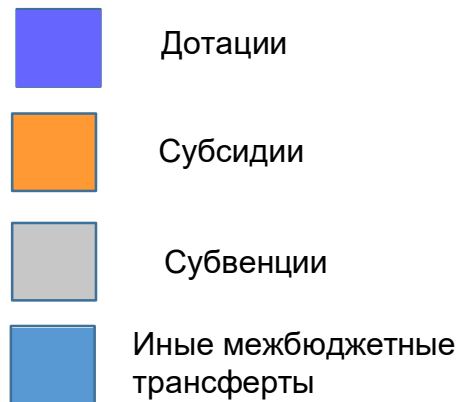 Дотации
Субсидии
Субвенции
Иные межбюджетные
трансферты